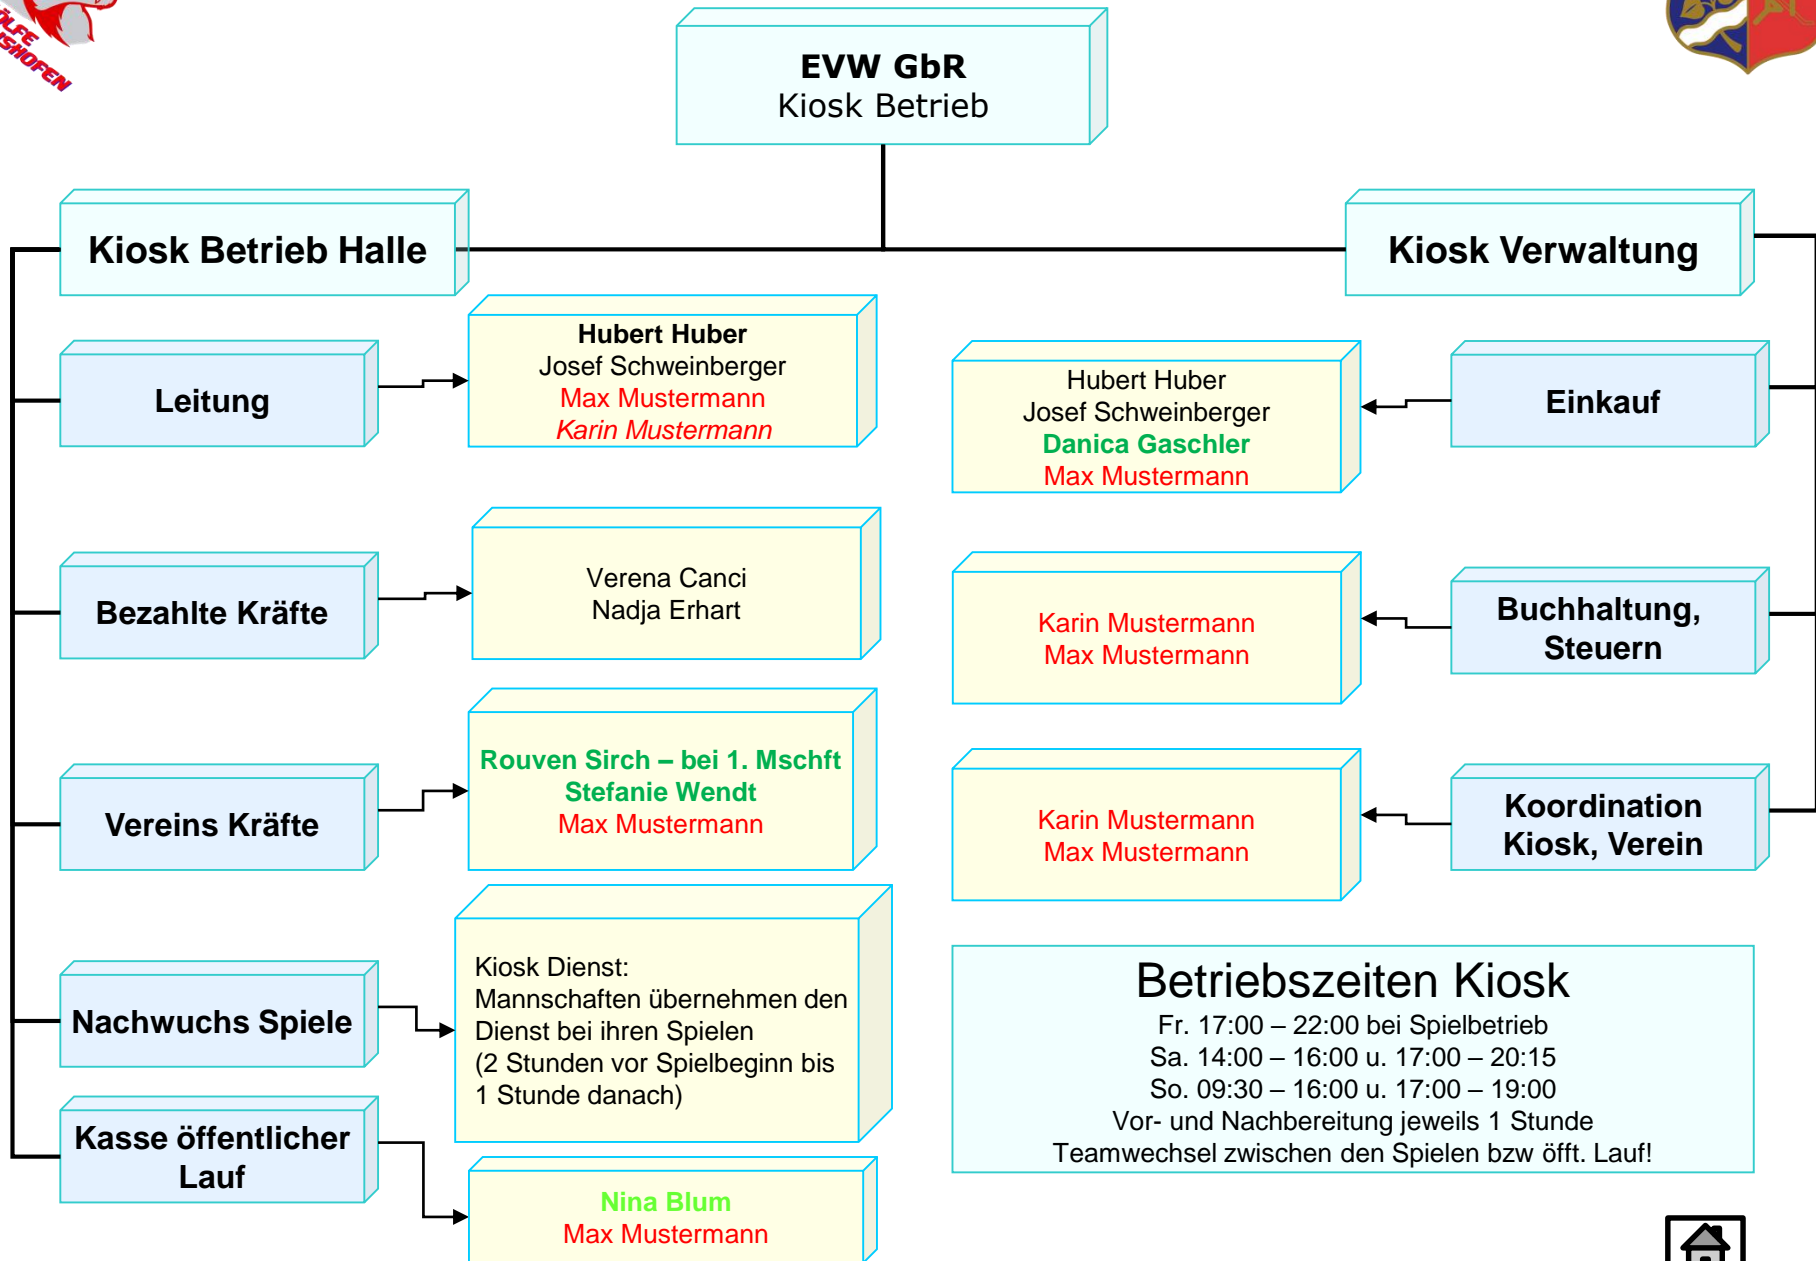 EVW GbR
Kiosk Betrieb
Kiosk Betrieb Halle
Kiosk Verwaltung
Leitung
Hubert Huber
Josef Schweinberger
Max Mustermann
Karin Mustermann
Hubert Huber
Josef Schweinberger
Danica Gaschler
Max Mustermann
Einkauf
Bezahlte Kräfte
Verena Canci
Nadja Erhart
Karin Mustermann
Max Mustermann
Buchhaltung,
Steuern
Vereins Kräfte
Rouven Sirch – bei 1. Mschft
Stefanie Wendt
Max Mustermann
Karin Mustermann
Max Mustermann
Koordination
Kiosk, Verein
Nachwuchs Spiele
Kiosk Dienst:
Mannschaften übernehmen den
Dienst bei ihren Spielen
(2 Stunden vor Spielbeginn bis
1 Stunde danach)
Kasse öffentlicher
Lauf
Nina Blum
Max Mustermann
Betriebszeiten Kiosk
Fr. 17:00 – 22:00 bei Spielbetrieb
Sa. 14:00 – 16:00 u. 17:00 – 20:15
So. 09:30 – 16:00 u. 17:00 – 19:00
Vor- und Nachbereitung jeweils 1 Stunde
Teamwechsel zwischen den Spielen bzw öfft. Lauf!